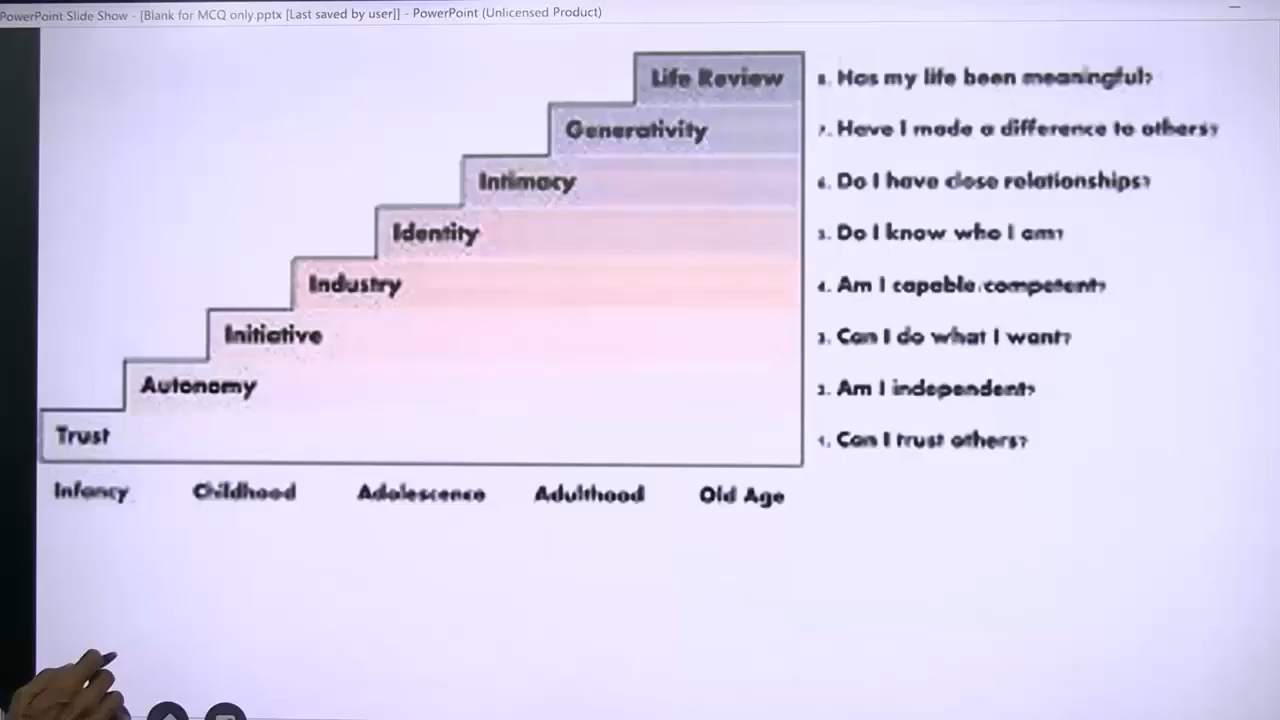 PowerPoint Slide Show - [Blank for MCQ only.pptx [Last saved by user]] - PowerPoint (Unlicensed Product)
Life Review 8. Has my life been meaningful?
Generativity 7. Have I made a difference to others?
Intimacy 6. Do I have close relationships?
Identity 5. Do I know who I am?
Industry 4. Am I capable/competent?
Initiative 3. Can I do what I want?
Autonomy 2. Am I independent?
Trust 1. Can I trust others?
Infancy Childhood Adolescence Adulthood Old Age